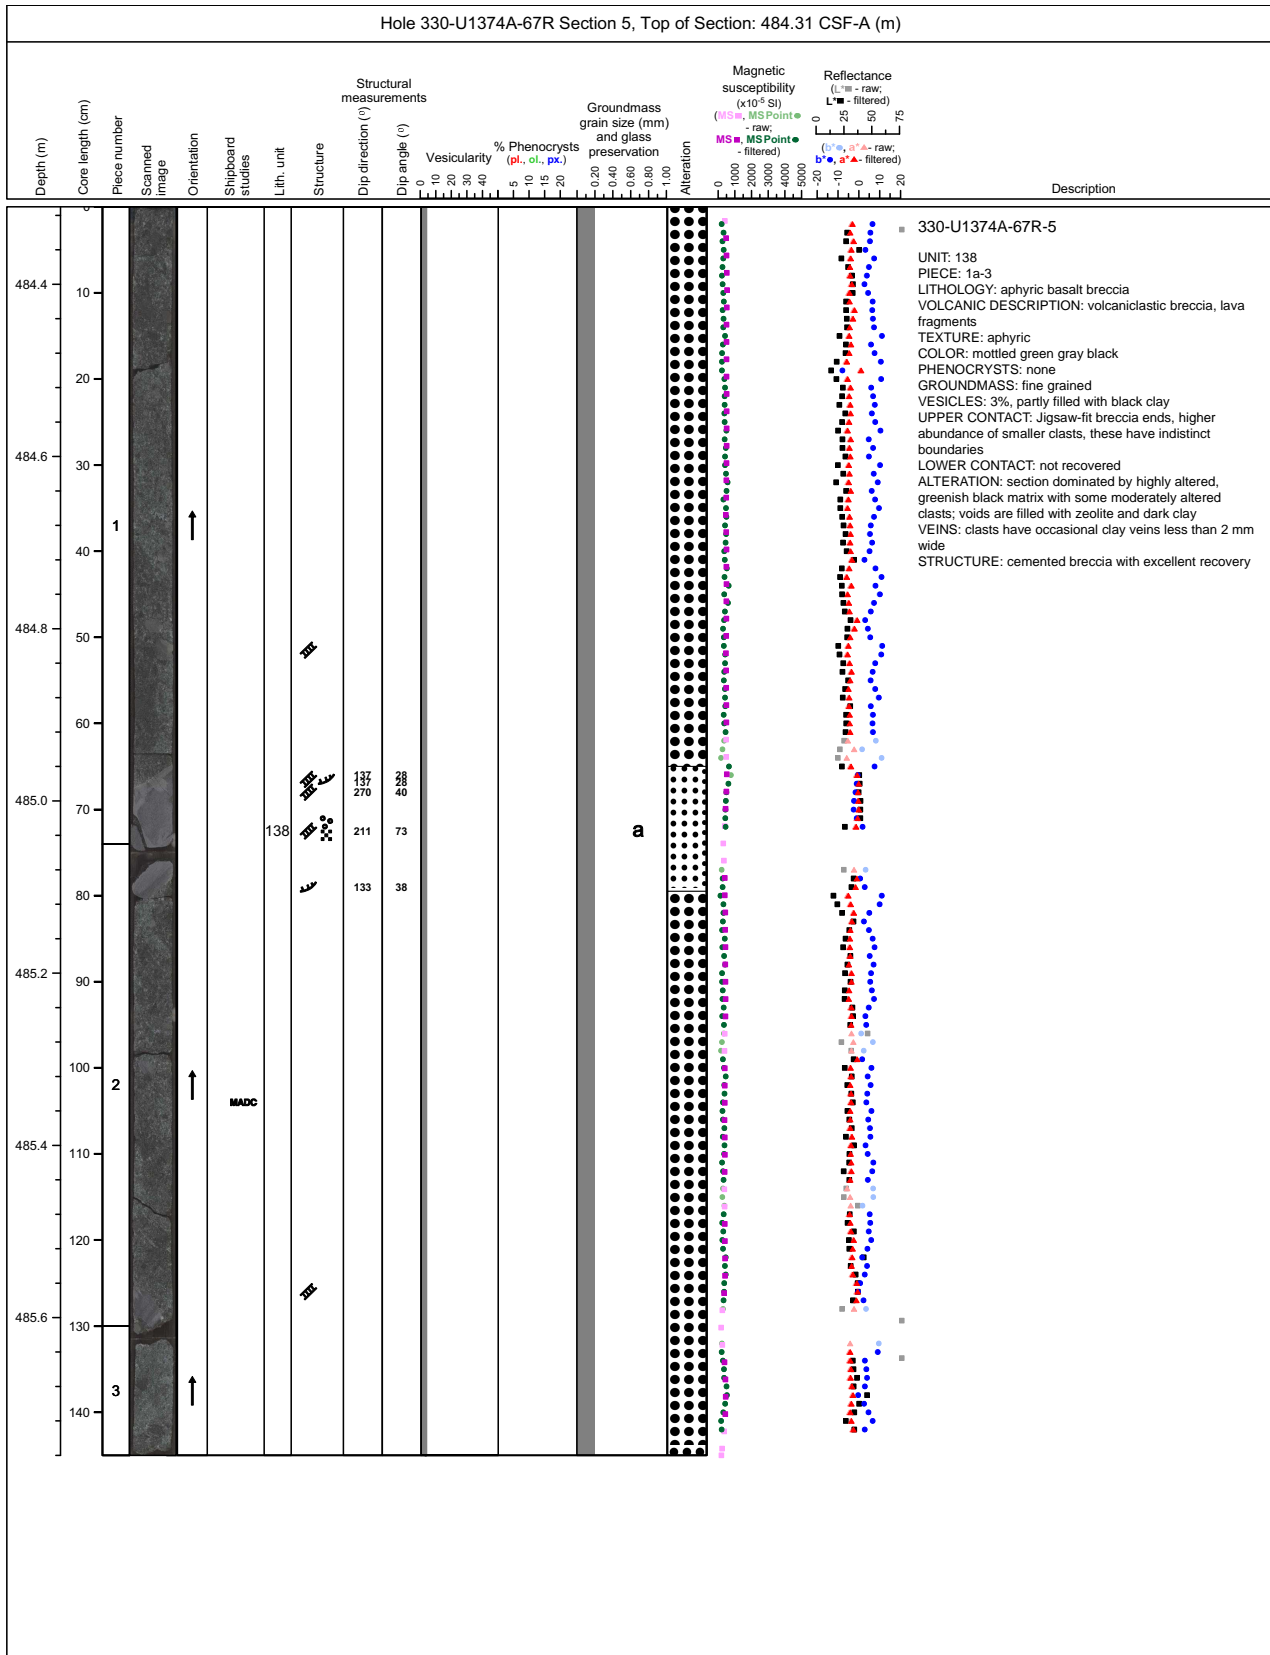 Hole 330-U1374A-67R Section 5, Top of Section: 484.31 CSF-A (m)
Depth (m)
Core length (cm)
Piece number
Scanned
image
Orientation
Shipboard
studies
Lith. unit
Structure
Structural
measurements
Dip direction (°)
Dip angle (°)
Vesicularity
0 10 20 30 40
% Phenocrysts
(pl., ol., px.)
5 10 15 20
Groundmass
grain size (mm)
and glass
preservation
0.20 0.40 0.60 0.80 1.00
Alteration
Magnetic
susceptibility
(x10-5 SI)
(MS■, MSPoint●
- raw;
MS■, MSPoint●
- filtered)
0 1000 2000 3000 4000 5000
Reflectance
(L*■ - raw;
L*■ - filtered)
0 25 50 75
(b*●, a*▲- raw;
b*●, a*▲- filtered)
-20 -10 0 10 20
Description
330-U1374A-67R-5
UNIT: 138
PIECE: 1a-3
LITHOLOGY: aphyric basalt breccia
VOLCANIC DESCRIPTION: volcaniclastic breccia, lava
fragments
TEXTURE: aphyric
COLOR: mottled green gray black
PHENOCRYSTS: none
GROUNDMASS: fine grained
VESICLES: 3%, partly filled with black clay
UPPER CONTACT: Jigsaw-fit breccia ends, higher
abundance of smaller clasts, these have indistinct
boundaries
LOWER CONTACT: not recovered
ALTERATION: section dominated by highly altered,
greenish black matrix with some moderately altered
clasts; voids are filled with zeolite and dark clay
VEINS: clasts have occasional clay veins less than 2 mm
wide
STRUCTURE: cemented breccia with excellent recovery
0
484.4
10
20
484.6
30
1
40
484.8
50
60
137 28
137 28
485.0
270 40
70
138 211 73 a
133 38
80
485.2
90
100
2
MADC
485.4
110
120
485.6
130
3
140